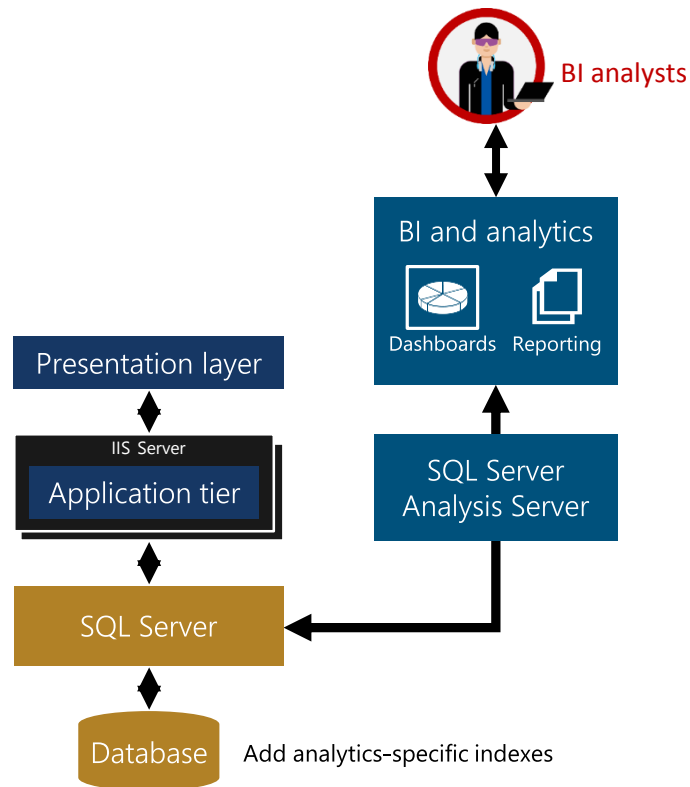 BI analysts
BI and analytics
Dashboards
Reporting
Presentation layer
IIS Server
Application tier
SQL Server
Analysis Server
SQL Server
Database
Add analytics-specific indexes